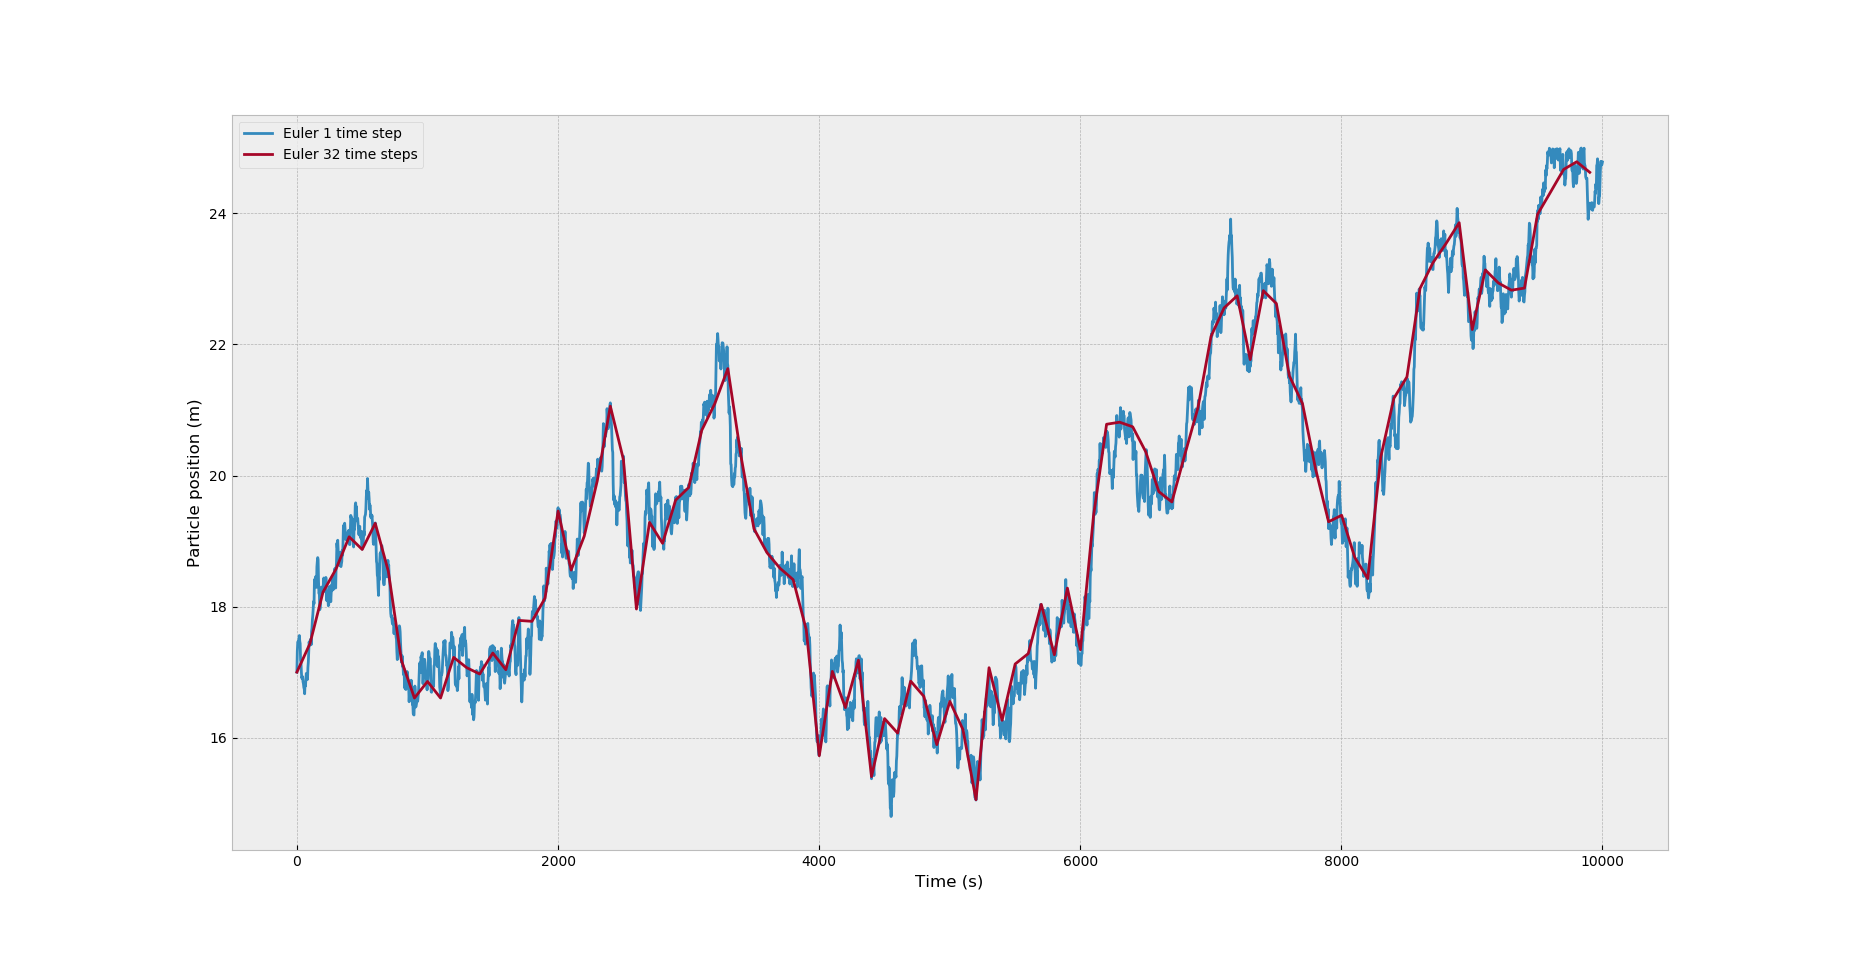 Euler 1 time step
Euler 32 time steps
Particle position (m)
24
22
20
18
16
0 2000 4000 6000 8000 10000
Time (s)